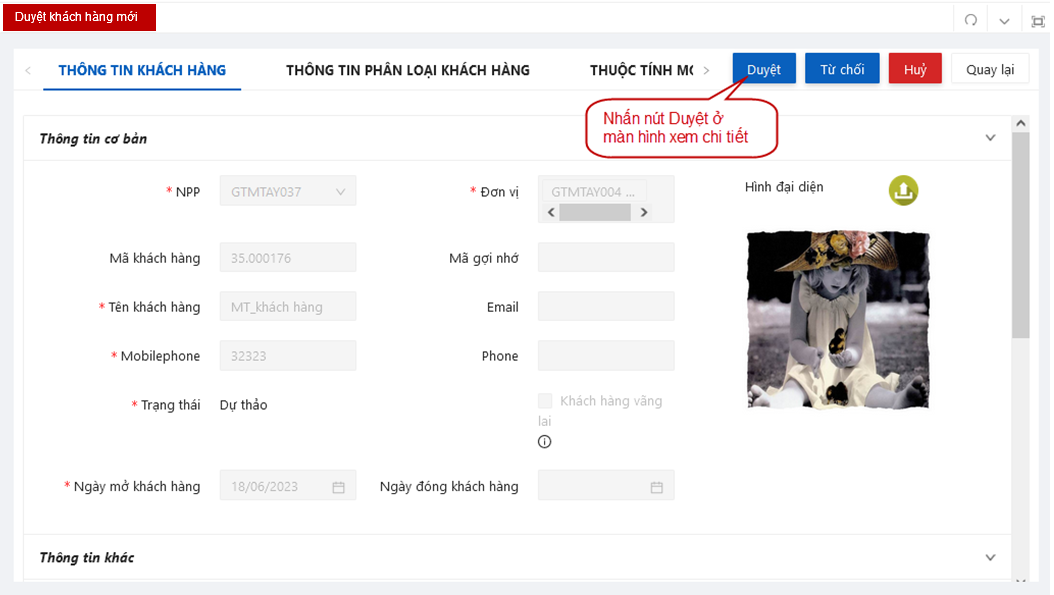 Duyệt khách hàng mới
THÔNG TIN KHÁCH HÀNG
THÔNG TIN PHÂN LOẠI KHÁCH HÀNG
THUỘC TÍNH MỞ
Duyệt
Từ chối
Huỷ
Quay lại
Nhấn nút Duyệt ở
màn hình xem chi tiết
Thông tin cơ bản
* NPP GTMTAY037
* Đơn vị GTMTAY004 ...
Hình đại diện
Mã khách hàng 35.000176
Mã gợi nhớ
* Tên khách hàng MT_khách hàng
Email
* Mobilephone 32323
Phone
* Trạng thái Dự thảo
Khách hàng vãng
lai
* Ngày mở khách hàng 18/06/2023
Ngày đóng khách hàng
Thông tin khác